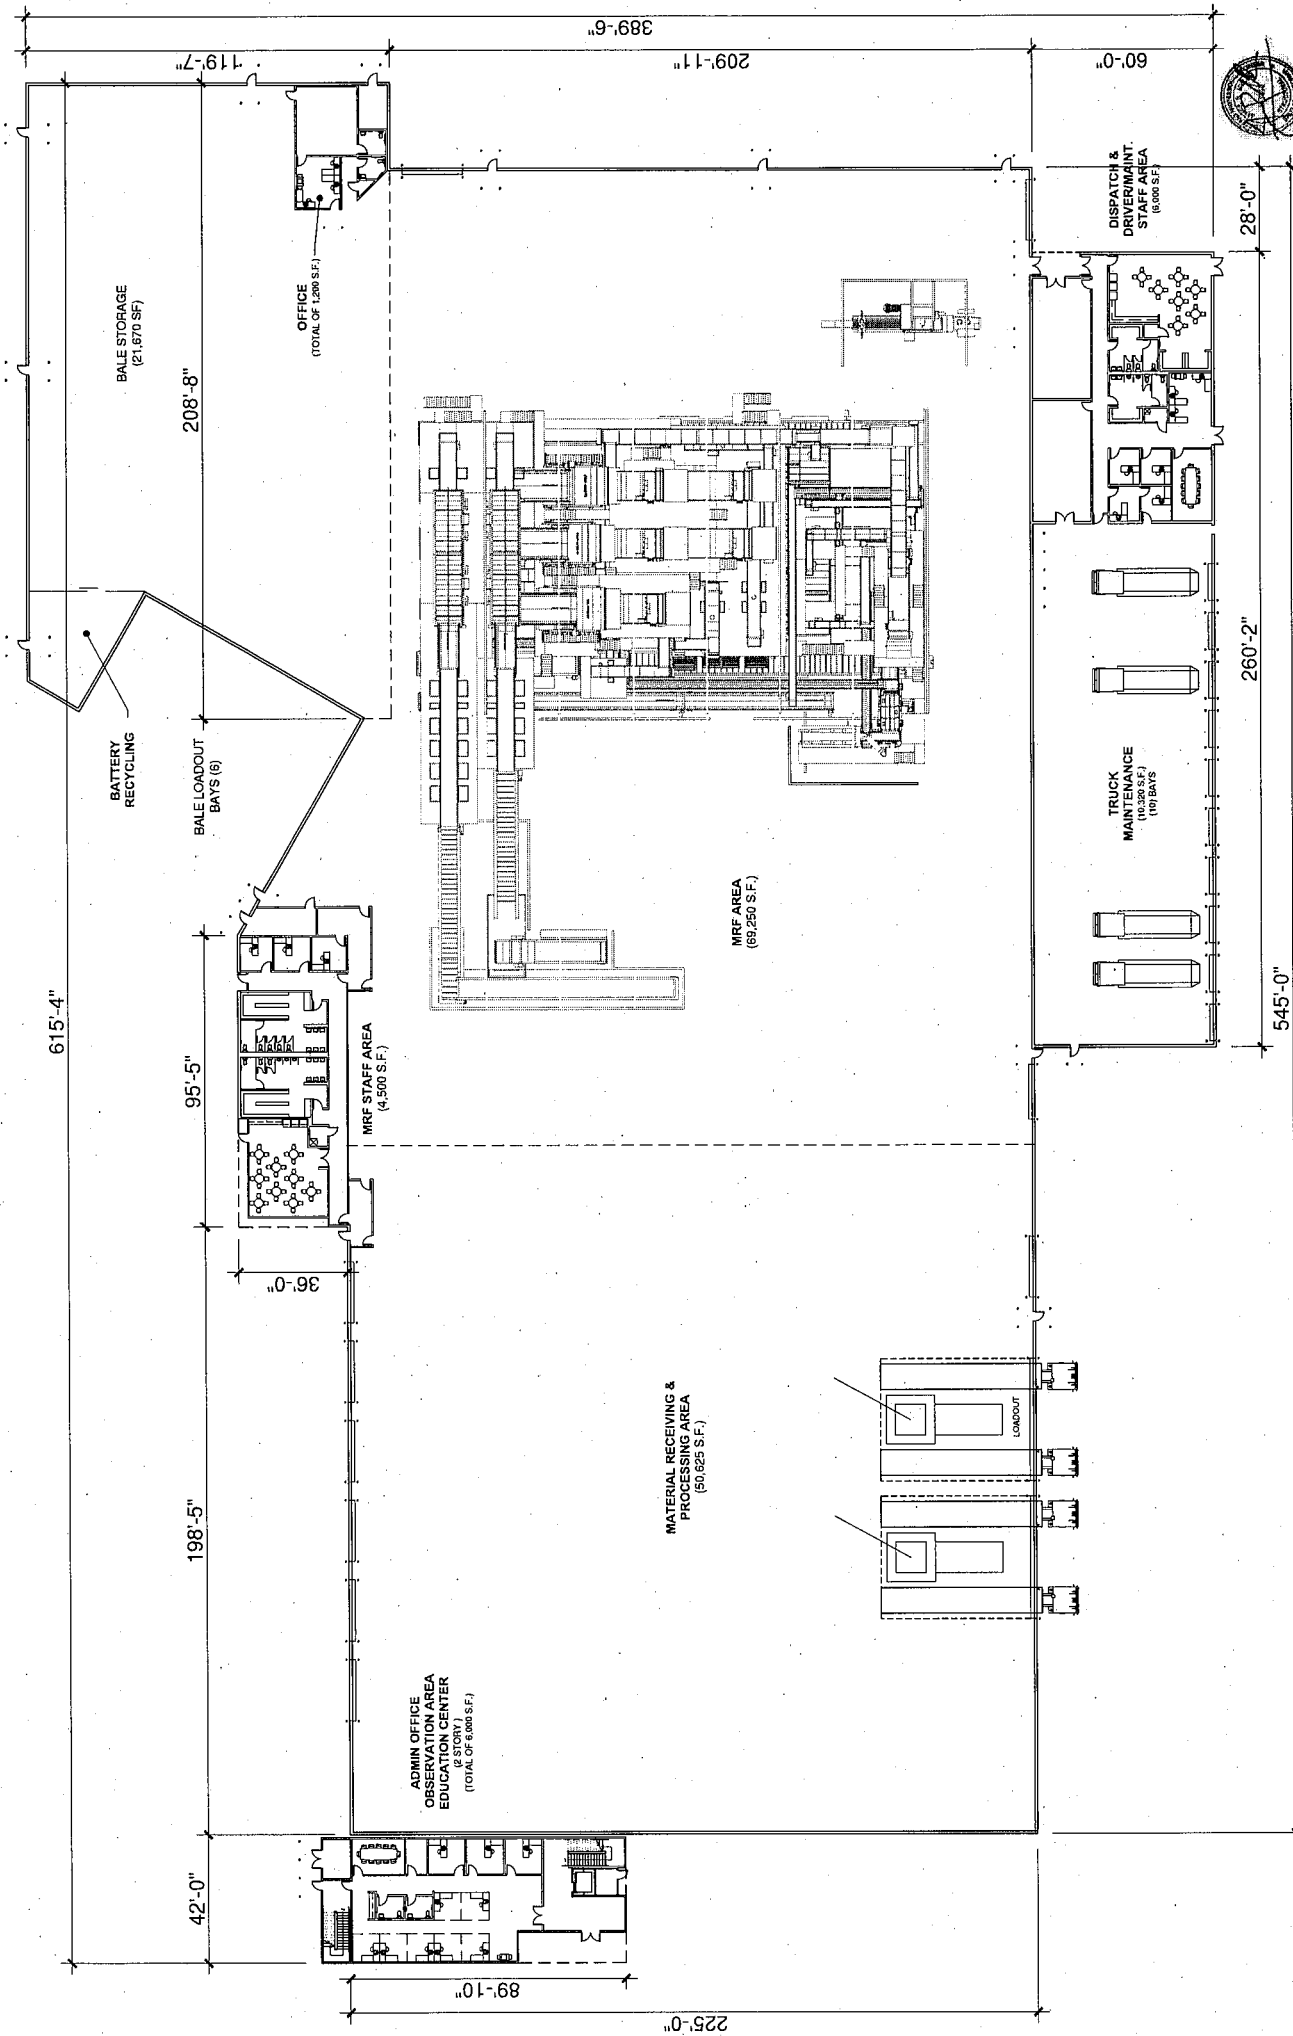 389'-6"
119'-7"
209'-11"
60'-0"
615'-4"
208'-8"
95'-5"
198'-5"
42'-0"
36'-0"
89'-10"
225'-0"
28'-0"
260'-2"
545'-0"
BALE STORAGE
(21,670 SF)
OFFICE
(TOTAL OF 1,200 S.F.)
BATTERY
RECYCLING
BALE LOADOUT
BAYS (6)
DISPATCH &
DRIVER/MAINT.
STAFF AREA
(6,000 S.F.)
MRF AREA
(69,250 S.F.)
TRUCK
MAINTENANCE
(10,320 S.F.)
(10) BAYS
MRF STAFF AREA
(4,500 S.F.)
MATERIAL RECEIVING &
PROCESSING AREA
(50,625 S.F.)
LOADOUT
ADMIN OFFICE
OBSERVATION AREA
EDUCATION CENTER
(2 STORY)
(TOTAL OF 6,000 S.F.)